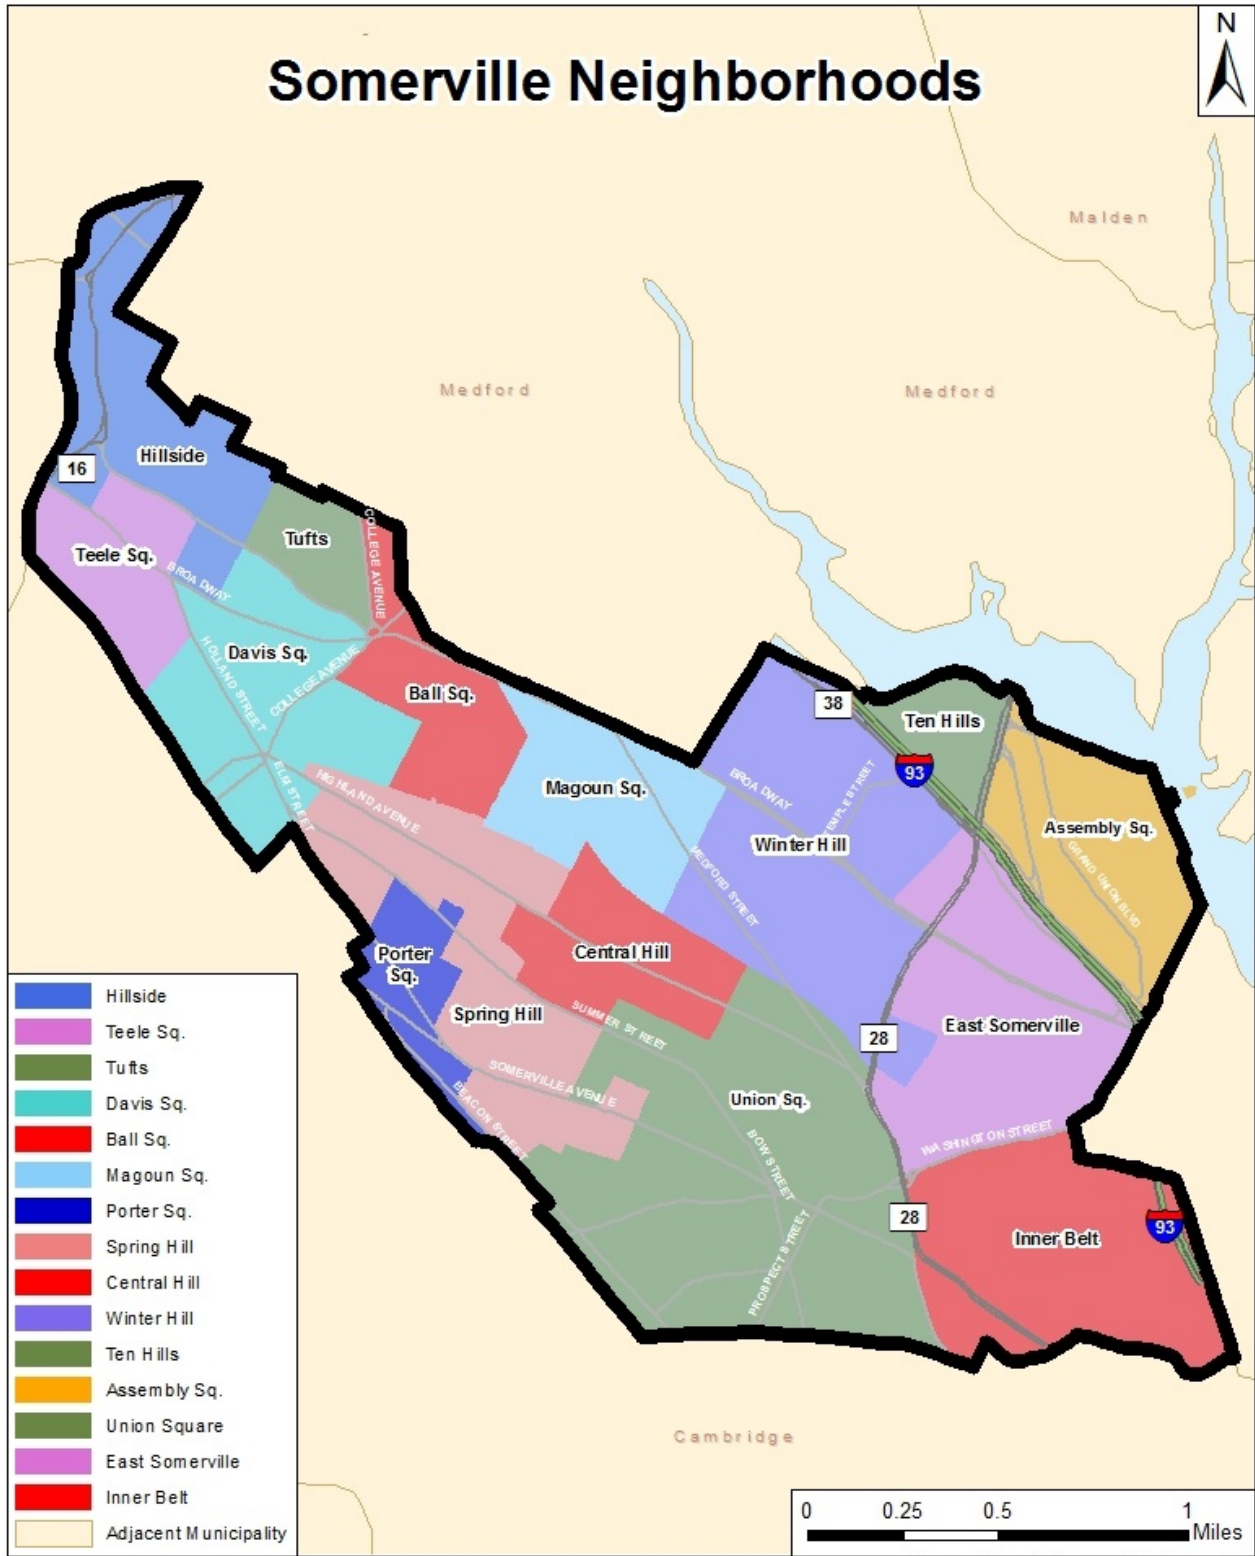 N
Somerville Neighborhoods
Malden
Medford
Medford
Hillside
16
Tufts
COLLEGE AVENUE
Teele Sq.
BROADWAY
Davis Sq.
HOLLAND STREET
COLLEGE AVENUE
Ball Sq.
38
Ten Hills
93
BROADWAY
TEMPLE STREET
Magoun Sq.
ELM STREET
HIGHLAND AVENUE
Winter Hill
Assembly Sq.
GRAND UNION BLVD
MEDFORD STREET
Porter
Sq.
Central Hill
Spring Hill
SUMMER STREET
East Somerville
28
SOMERVILLE AVENUE
BEACON STREET
Union Sq.
BOW STREET
WASHINGTON STREET
28
PROSPECT STREET
Inner Belt
93
Cambridge
Hillside
Teele Sq.
Tufts
Davis Sq.
Ball Sq.
Magoun Sq.
Porter Sq.
Spring Hill
Central Hill
Winter Hill
Ten Hills
Assembly Sq.
Union Square
East Somerville
Inner Belt
Adjacent Municipality
0 0.25 0.5 1
Miles